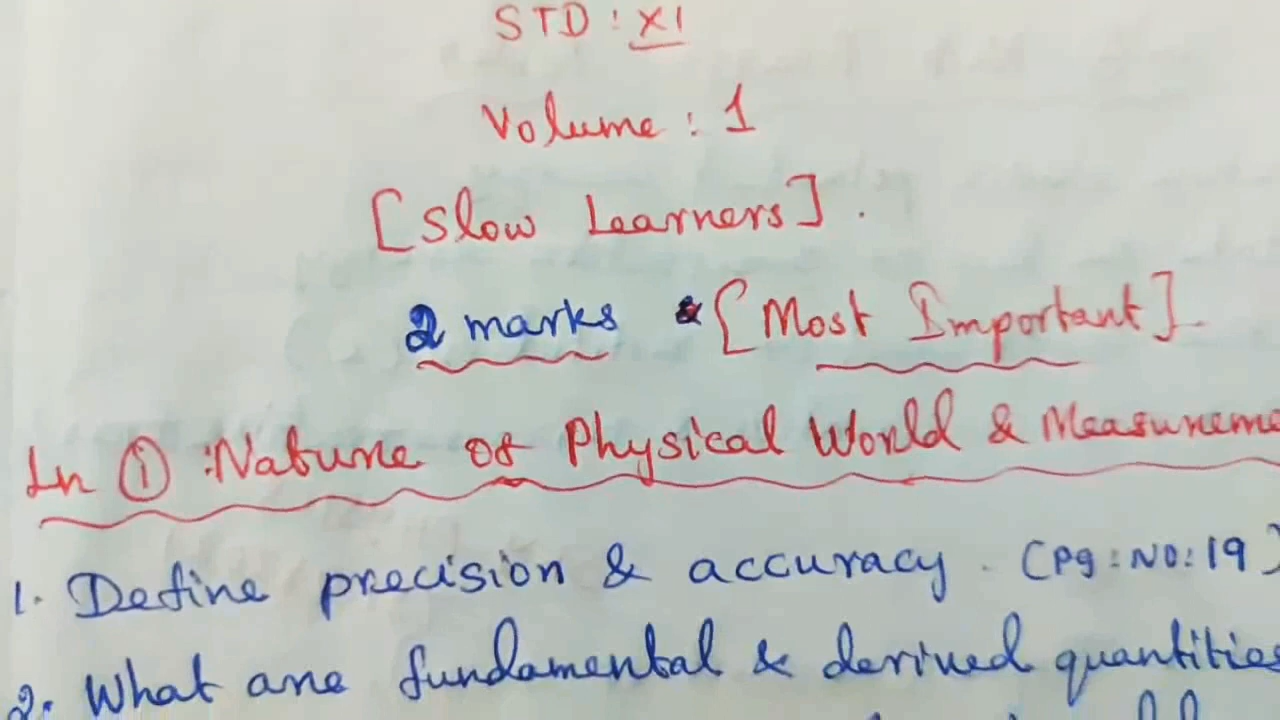 STD : XI
Volume : 1
[Slow Learners].
2 marks & [Most Important]
Ln ① : Nature of Physical World & Measureme
1. Define precision & accuracy. (Pg : NO : 19)
2. What are fundamental & derived quantities